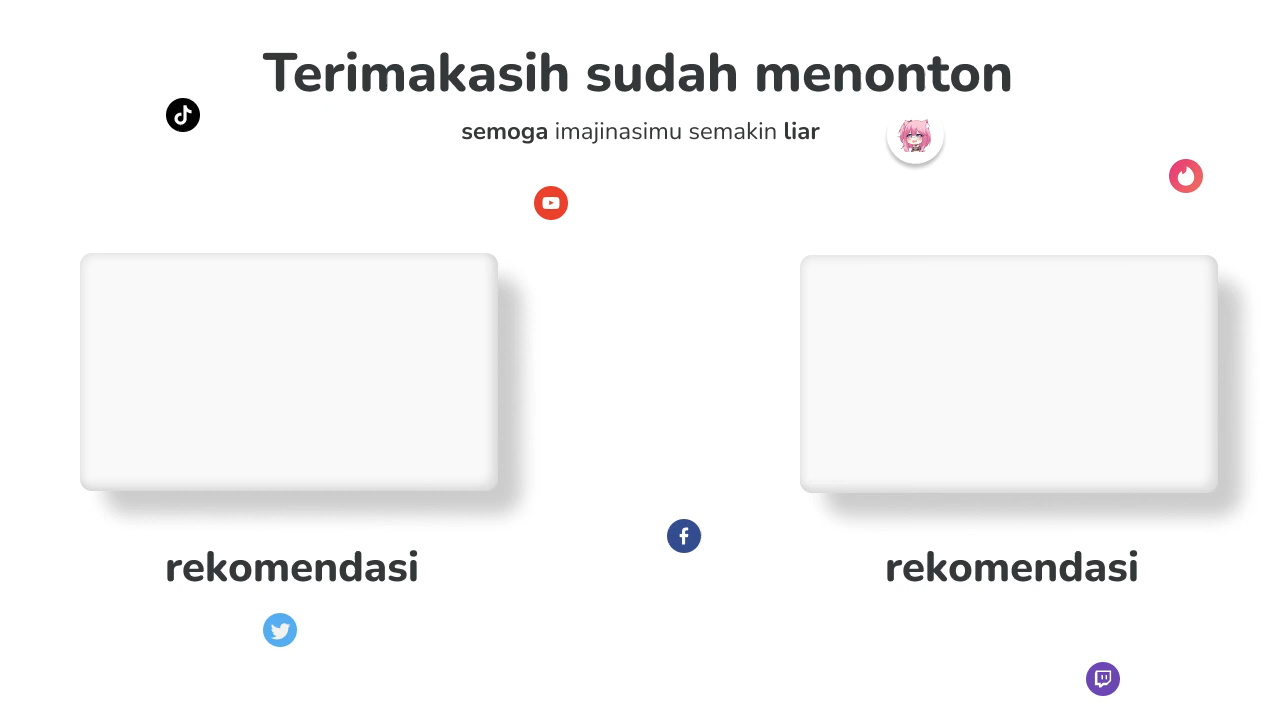 Terimakasih sudah menonton
semoga imajinasimu semakin liar
rekomendasi
rekomendasi